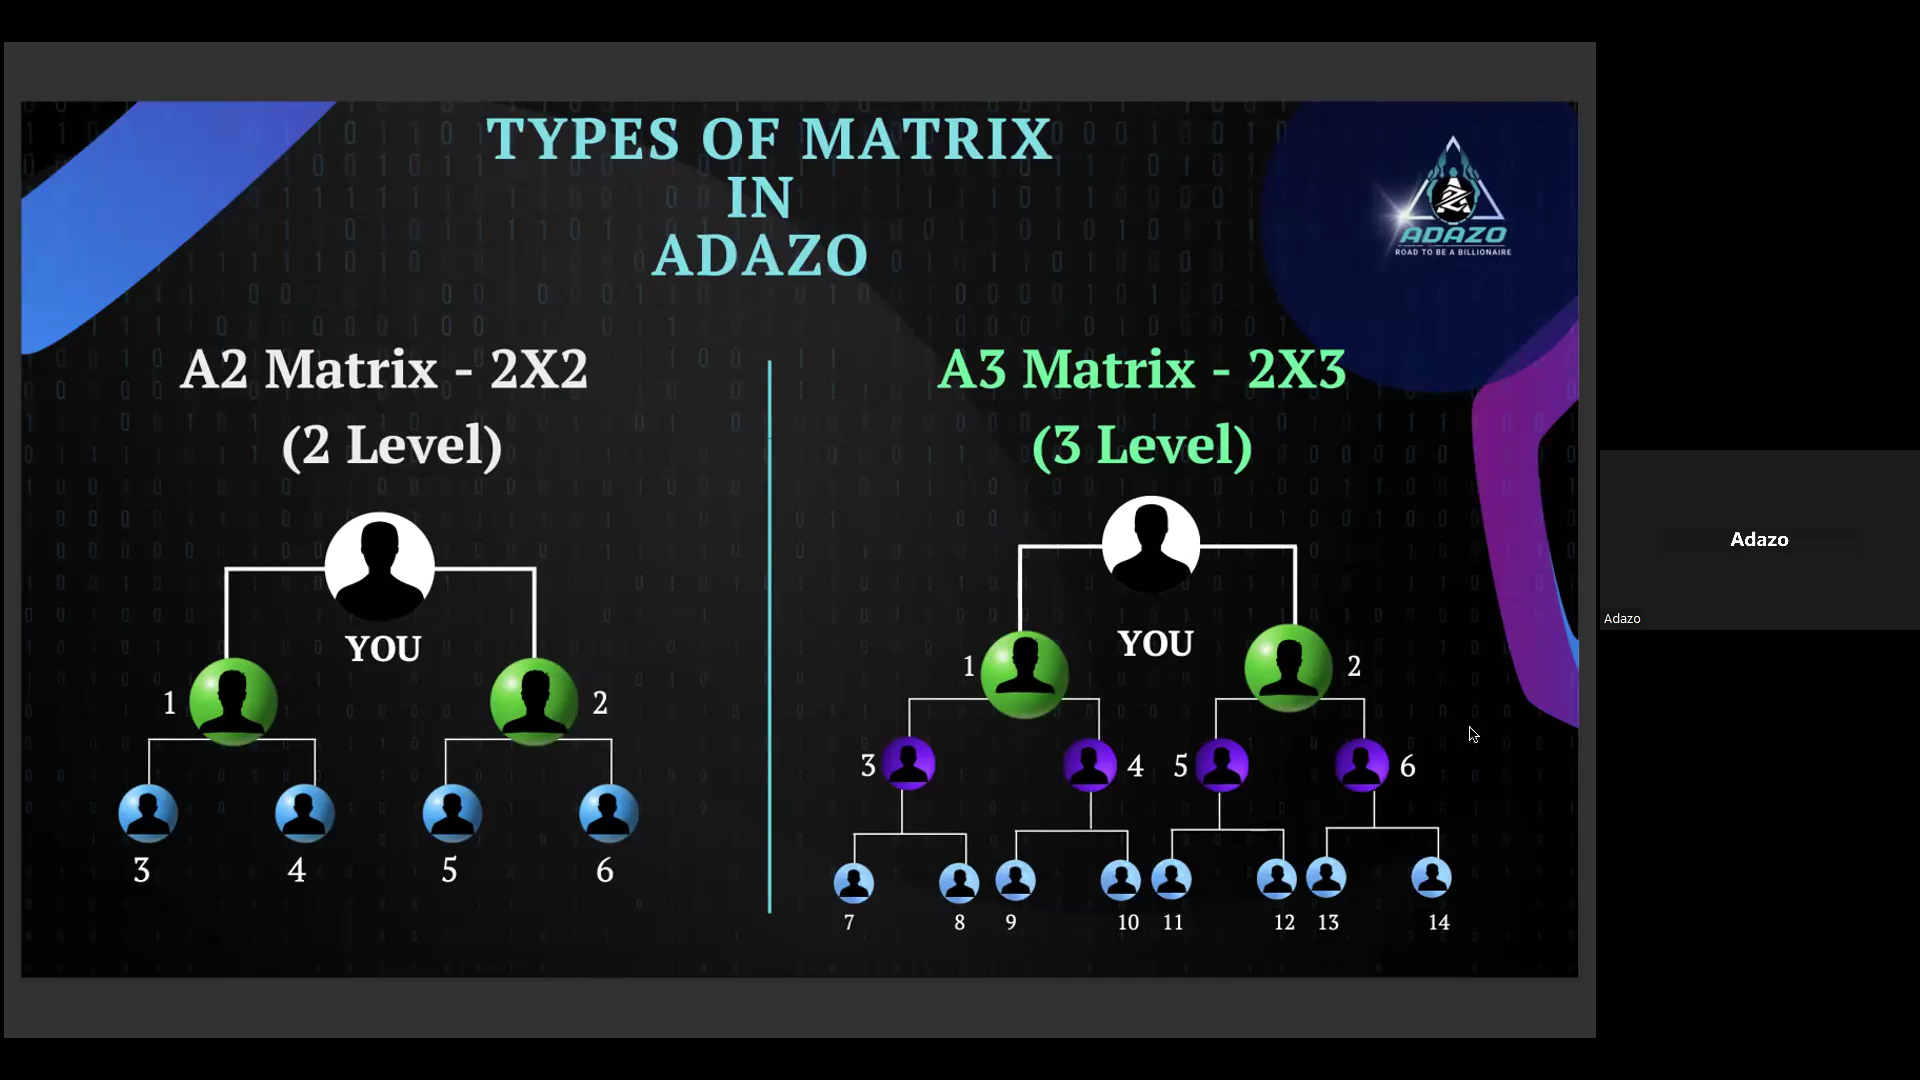 TYPES OF MATRIX
IN
ADAZO
ADAZO
ROAD TO BE A BILLIONAIRE
A2 Matrix - 2X2
(2 Level)
YOU
1
2
3
4
5
6
A3 Matrix - 2X3
(3 Level)
YOU
1
2
3
4
5
6
7
8
9
10
11
12
13
14
Adazo
Adazo